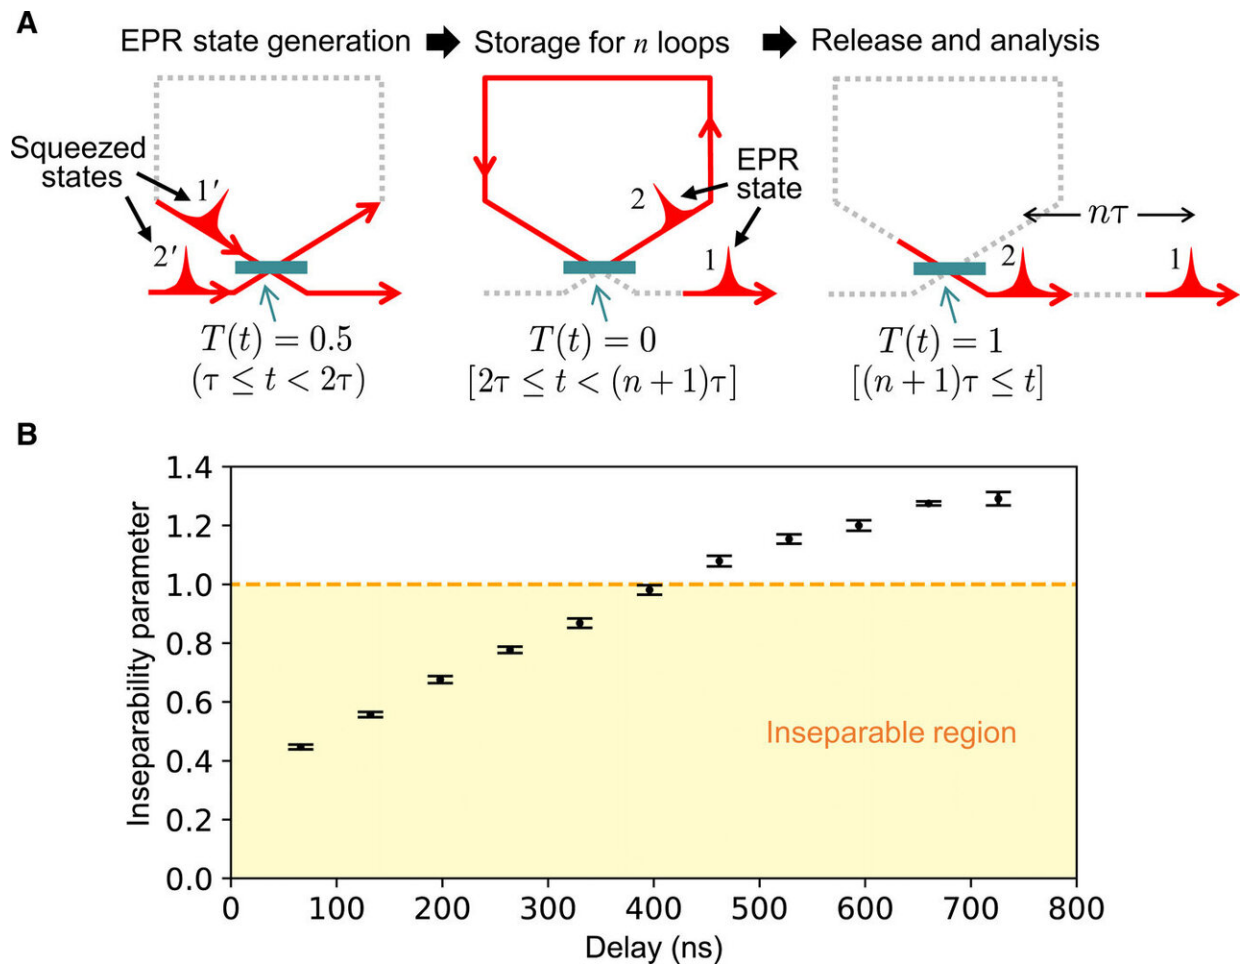 A
EPR state generation Storage for n loops Release and analysis
Squeezed
states
1′
2′
2
EPR
state
1
nτ
2
1
T(t) = 0.5
(τ ≤ t < 2τ)
T(t) = 0
[2τ ≤ t < (n + 1)τ]
T(t) = 1
[(n + 1)τ ≤ t]
B
Inseparability parameter
1.4
1.2
1.0
0.8
0.6
0.4
0.2
0.0
Inseparable region
0 100 200 300 400 500 600 700 800
Delay (ns)